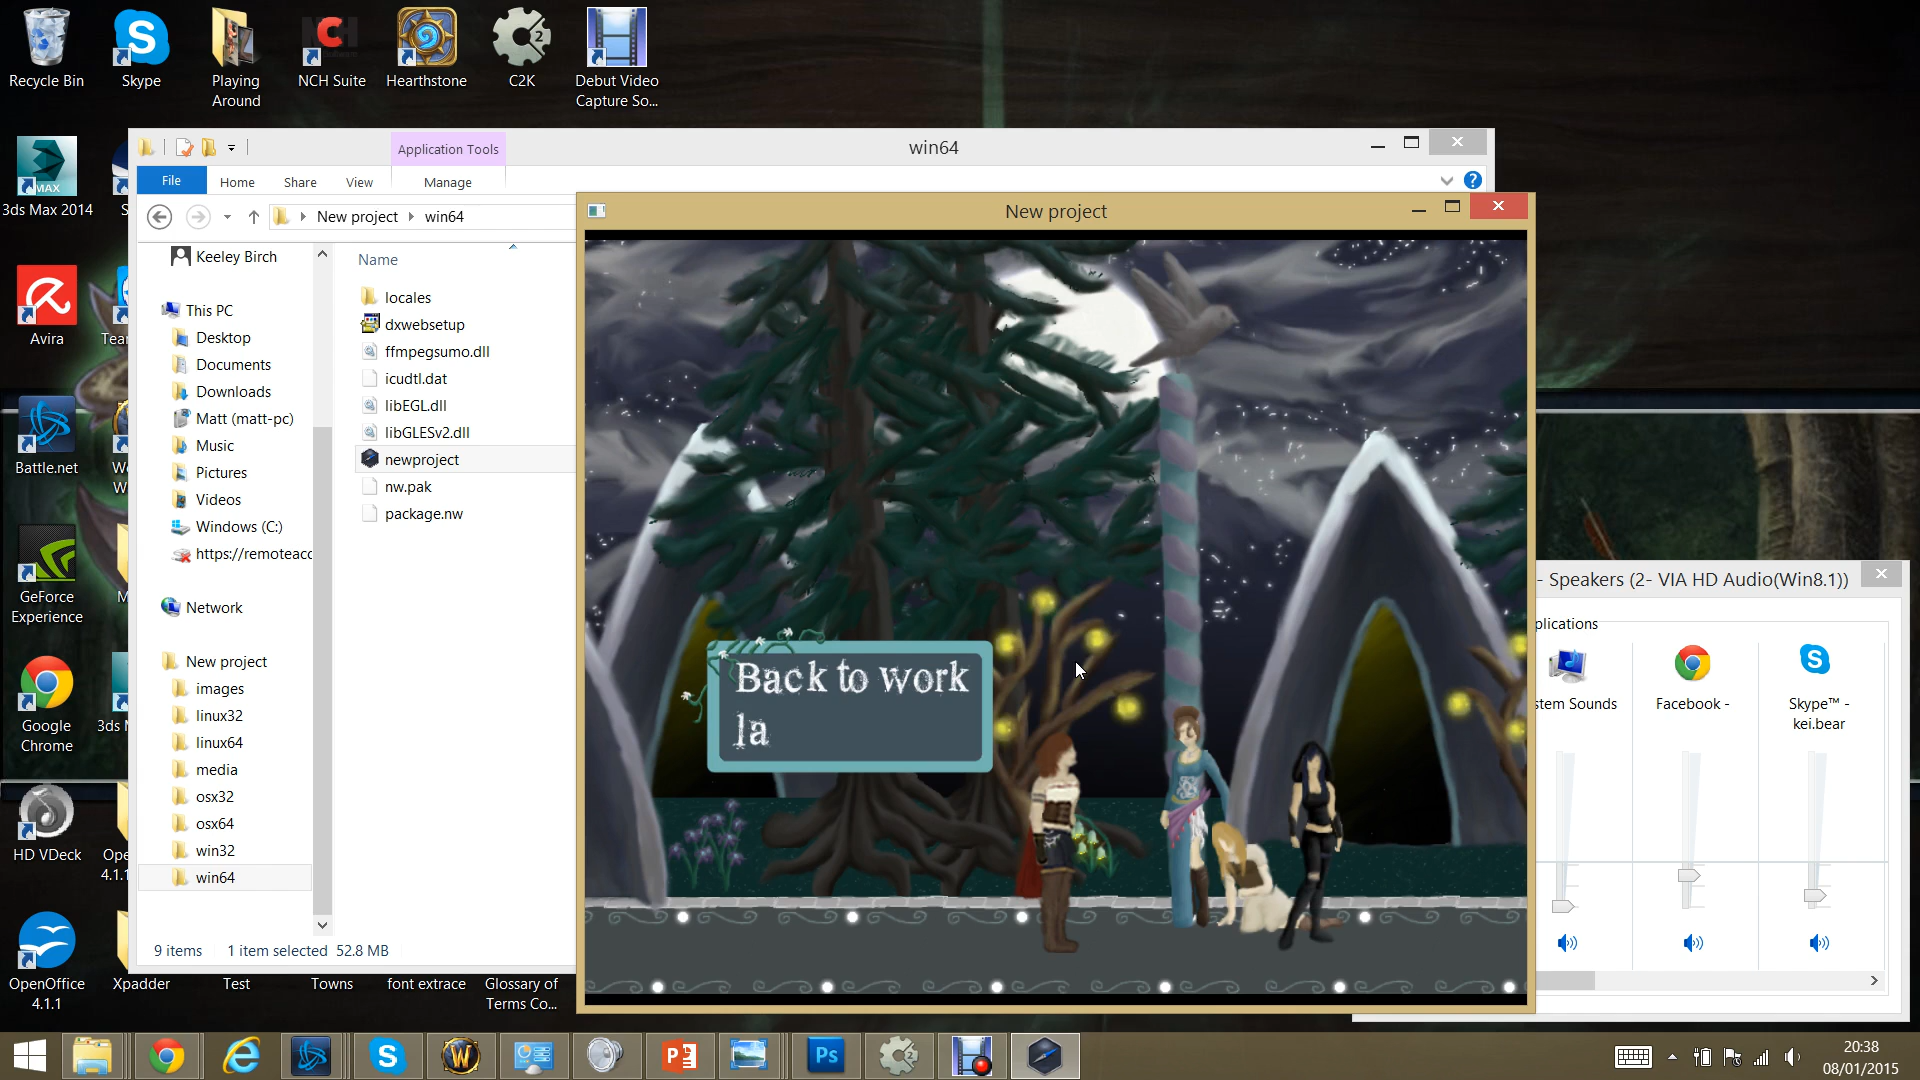 Recycle Bin
Skype
Playing
Around
NCH Suite
Hearthstone
C2K
Debut Video
Capture So...
3ds Max 2014
Avira
Battle.net
GeForce
Experience
Google
Chrome
HD VDeck
OpenOffice
4.1.1
Xpadder
Test
Towns
font extrace
Glossary of
Terms Co...
Application Tools
win64
File
Home
Share
View
Manage
New project
win64
Keeley Birch
This PC
Desktop
Documents
Downloads
Matt (matt-pc)
Music
Pictures
Videos
Windows (C:)
Network
New project
images
linux32
linux64
media
osx32
osx64
win32
win64
Name
locales
dxwebsetup
ffmpegsumo.dll
icudtl.dat
libEGL.dll
libGLESv2.dll
newproject
nw.pak
package.nw
9 items 1 item selected 52.8 MB
New project
Back to work
la
- Speakers (2- VIA HD Audio(Win8.1))
Facebook -
Skype™ -
kei.bear
20:38
08/01/2015